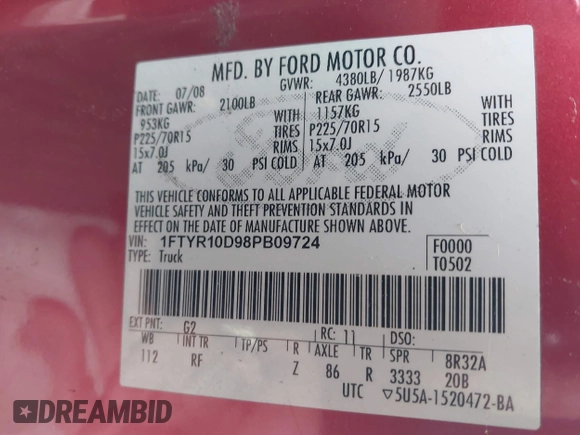 MFD. BY FORD MOTOR CO.
DATE: 07/08 GVWR: 4380LB/ 1987KG
FRONT GAWR: 2100LB REAR GAWR: 2550LB
953KG WITH 1157KG WITH
P225/70R15 TIRES P225/70R15 TIRES
15x7.0J RIMS 15x7.0J RIMS
AT 205 kPa/ 30 PSI COLD AT 205 kPa/ 30 PSI COLD
THIS VEHICLE CONFORMS TO ALL APPLICABLE FEDERAL MOTOR
VEHICLE SAFETY AND THEFT PREVENTION STANDARDS IN
EFFECT ON THE DATE OF MANUFACTURE SHOWN ABOVE.
VIN: 1FTYR10D98PB09724 F0000
TYPE: Truck T0502
EXT PNT: G2 RC: 11 DSO:
WB INT TR TP/PS R AXLE TR SPR 8R32A
112 RF Z 86 R 3333 20B
UTC ▽5U5A-1520472-BA
DREAMBID